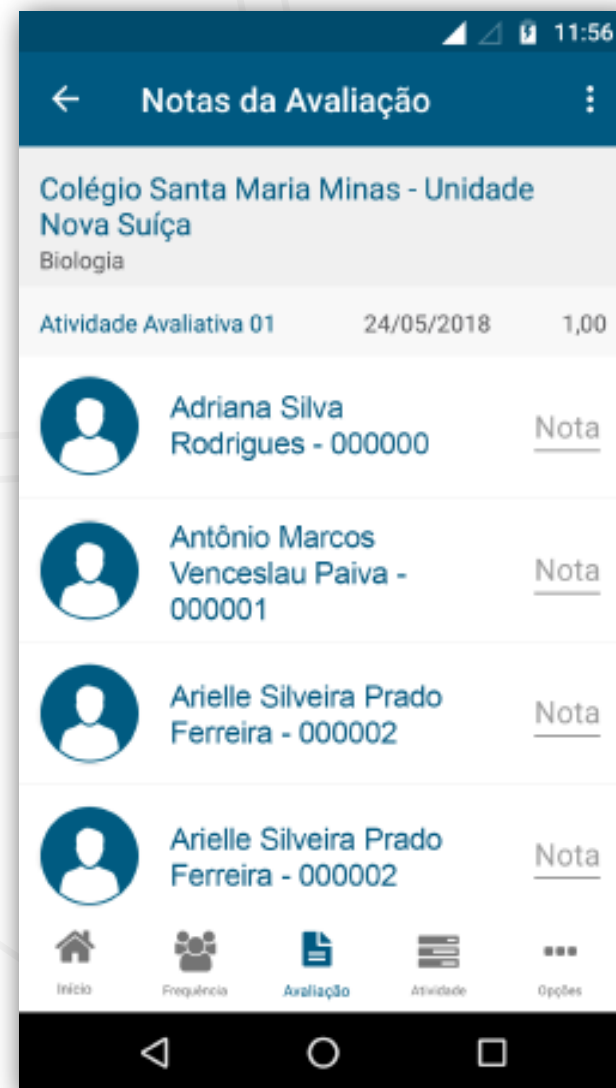 11:56
Notas da Avaliação
Colégio Santa Maria Minas - Unidade
Nova Suíça
Biologia
Atividade Avaliativa 01 24/05/2018 1,00
Adriana Silva
Rodrigues - 000000
Nota
Antônio Marcos
Venceslau Paiva -
000001
Nota
Arielle Silveira Prado
Ferreira - 000002
Nota
Arielle Silveira Prado
Ferreira - 000002
Nota
Início Frequência Avaliação Atividade Opções